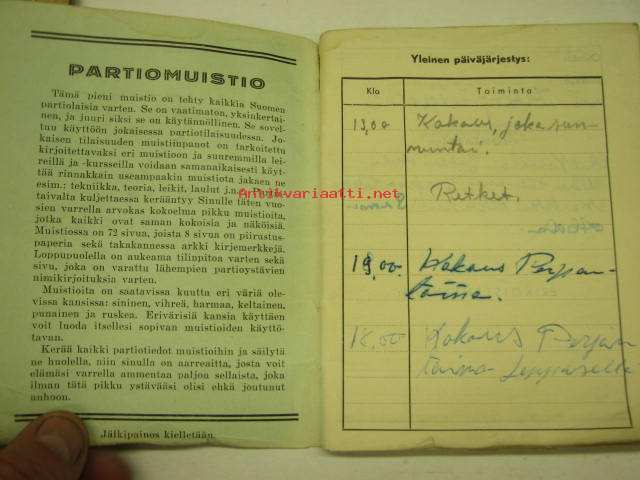 PARTIOMUISTIO
Tämä pieni muistio on tehty kaikkia Suomen
partiolaisia varten. Se on vaatimaton, yksinkertai-
nen, ja juuri siksi se on käytännöllinen. Se sovel-
tuu käyttöön jokaisessa partiotilaisuudessa. Jo-
kaisen tilaisuuden muistiinpanot on tarkoitettu
kirjoitettavaksi eri muistioon ja suuremmilla lei-
reillä ja -kursseilla voidaan samanaikaisesti käyt-
tää rinnakkain useampaakin muistiota jakaen ne
esim.: tekniikka, teoria, leikit, laulut j.n.e.
taivalta kuljettaessa kerääntyy Sinulle täten vuo-
sien varrella arvokas kokoelma pikku muistioita,
jotka kaikki ovat saman kokoisia ja näköisiä.
Muistiossa on 72 sivua, joista 8 sivua on piirustus-
paperia sekä takakannessa arkki kirjemerkkejä.
Loppupuolella on aukeama tilinpitoa varten sekä
sivu, joka on varattu lähempien partioystävien
nimikirjoituksin varten.
Muistioita on saatavissa kuutta eri väriä ole-
vissa kansissa: sininen, vihreä, harmaa, keltainen,
punainen ja ruskea. Erivärisiä kansia käyttäen
voit luoda itsellesi sopivan muistioiden käyttö-
tavan.
Kerää kaikki partiotiedot muistioihin ja säilytä
ne huolella, niin sinulla on aarreaitta, josta voit
elämäsi varrella ammentaa paljon sellaista, joka
ilman tätä pikku ystävääsi olisi ehkä joutunut
anhoon.
Jälkipainos kielletään.
Antikvariaatti.net
Yleinen päiväjärjestys:
Klo Toiminta
13,00 Kokous, joka sun-
nuntai.
Retket.
19,00. Kokous Perjan-
taina.
18,00 Kokous Perjan
taina Leppäselle